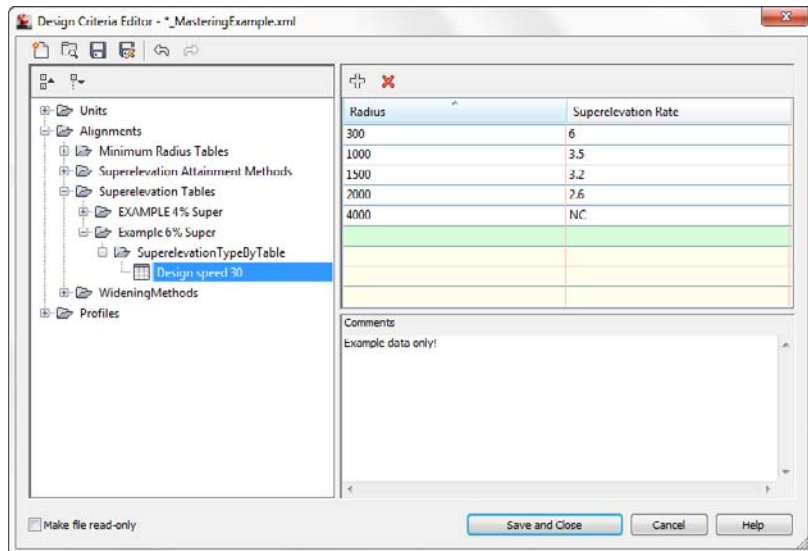 Design Criteria Editor - *_MasteringExample.xml
Units
Alignments
Minimum Radius Tables
Superelevation Attainment Methods
Superelevation Tables
EXAMPLE 4% Super
Example 6% Super
SuperelevationTypeByTable
Design speed 30
WideningMethods
Profiles
Radius Superelevation Rate
300 6
1000 3.5
1500 3.2
2000 2.6
4000 NC
Comments
Example data only!
Make file read-only
Save and Close Cancel Help